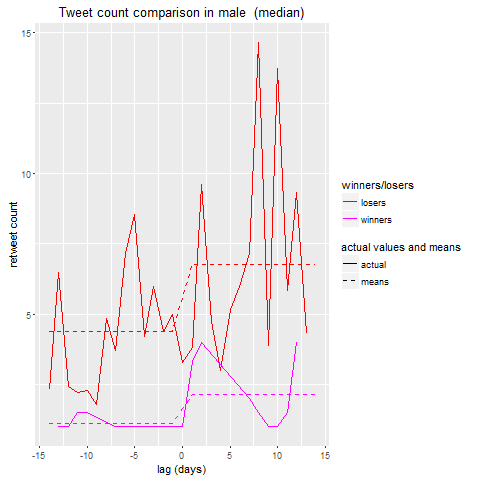 Tweet count comparison in male (median)
15
10
5
retweet count
-15 -10 -5 0 5 10 15
lag (days)
winners/losers
losers
winners
actual values and means
actual
means